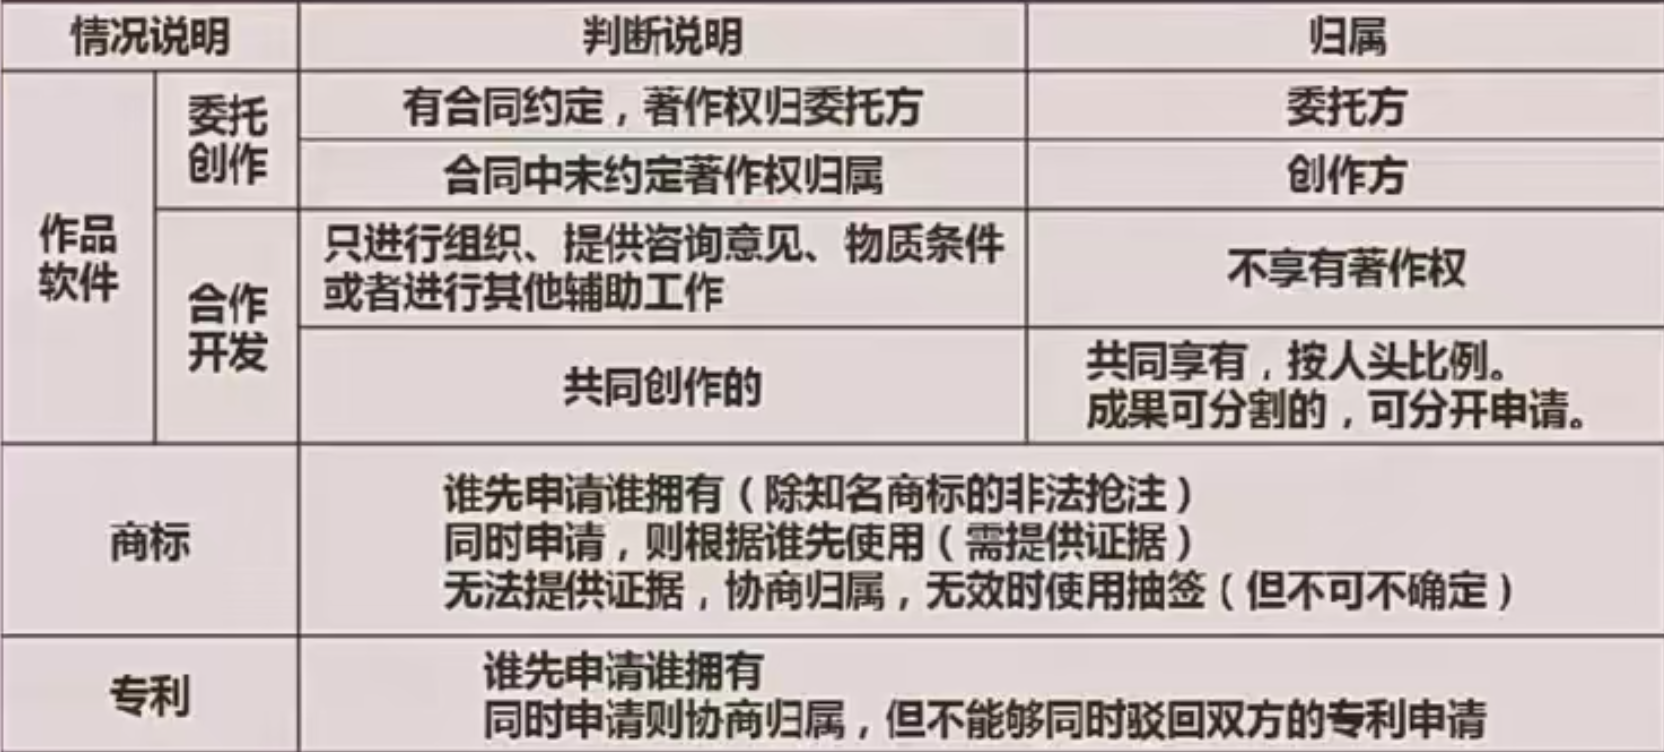 情况说明
判断说明
归属
作品
软件
委托
创作
有合同约定，著作权归委托方
委托方
合同中未约定著作权归属
创作方
合作
开发
只进行组织、提供咨询意见、物质条件
或者进行其他辅助工作
不享有著作权
共同创作的
共同享有，按人头比例。
成果可分割的，可分开申请。
商标
谁先申请谁拥有（除知名商标的非法抢注）
同时申请，则根据谁先使用（需提供证据）
无法提供证据，协商归属，无效时使用抽签（但不可不确定）
专利
谁先申请谁拥有
同时申请则协商归属，但不能够同时驳回双方的专利申请